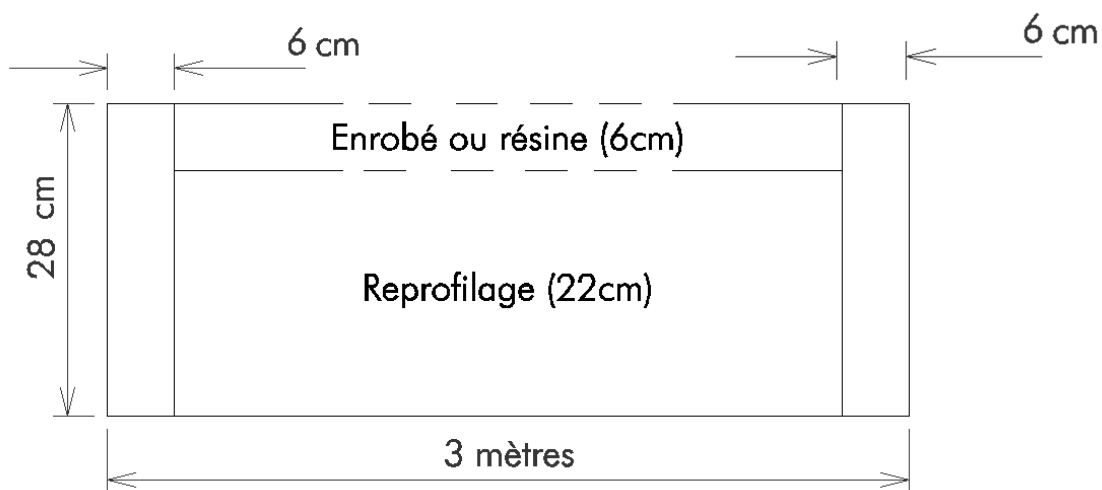 6 cm
6 cm
Enrobé ou résine (6cm)
28 cm
Reprofilage (22cm)
3 mètres